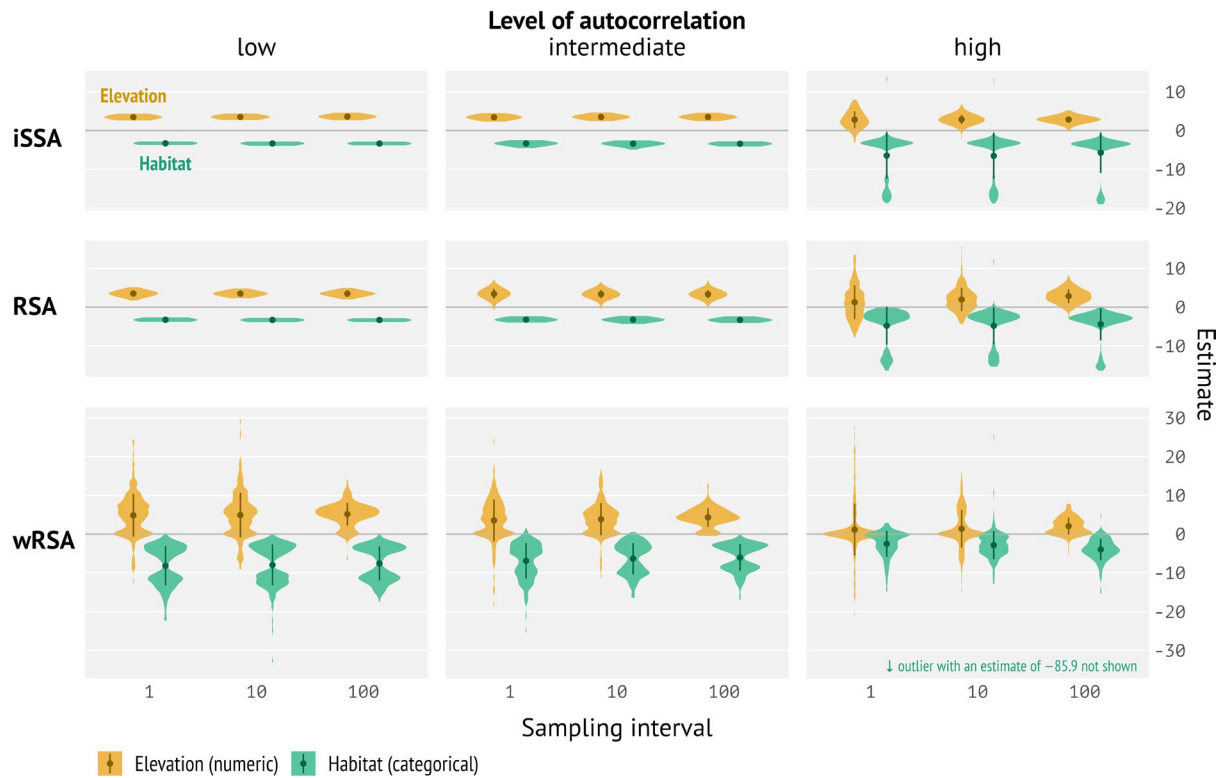 Level of autocorrelation
low intermediate high
Elevation
iSSA
Habitat
10
0
-10
-20
RSA
10
0
-10
Estimate
wRSA
30
20
10
0
-10
-20
-30
↓ outlier with an estimate of −85.9 not shown
1 10 100 1 10 100 1 10 100
Sampling interval
Elevation (numeric) Habitat (categorical)